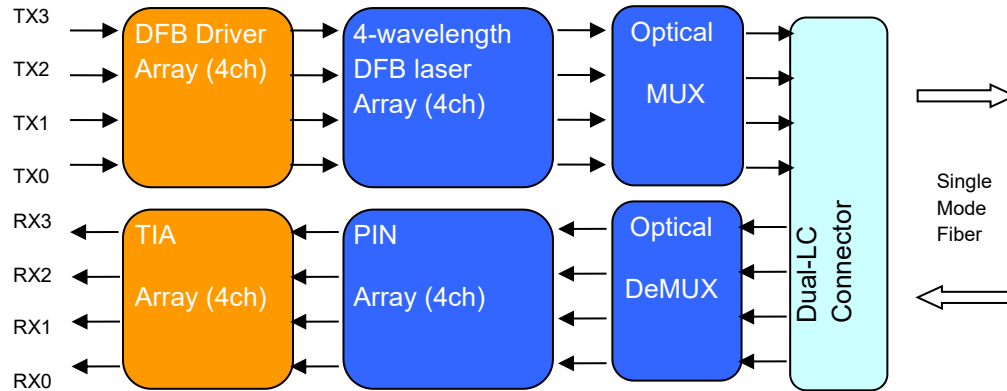 TX3
TX2
TX1
TX0
DFB Driver
Array (4ch)
4-wavelength
DFB laser
Array (4ch)
Optical
MUX
RX3
RX2
RX1
RX0
TIA
Array (4ch)
PIN
Array (4ch)
Optical
DeMUX
Dual-LC
Connector
Single
Mode
Fiber